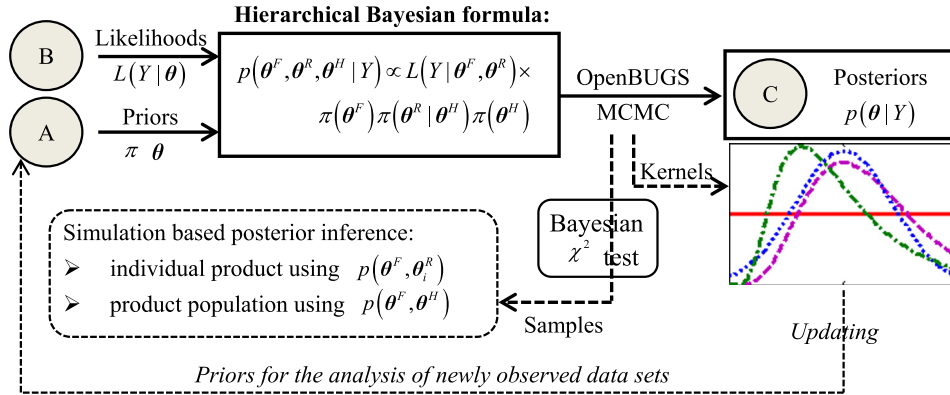 Hierarchical Bayesian formula:
B
Likelihoods
L(Y|θ)
A
Priors
π θ
p(θ^F, θ^R, θ^H | Y) ∝ L(Y|θ^F, θ^R)×
π(θ^F)π(θ^R|θ^H)π(θ^H)
OpenBUGS
MCMC
C
Posteriors
p(θ|Y)
Kernels
Bayesian
χ² test
Simulation based posterior inference:
➢ individual product using p(θ^F, θ_i^R)
➢ product population using p(θ^F, θ^H)
Samples
Updating
Priors for the analysis of newly observed data sets